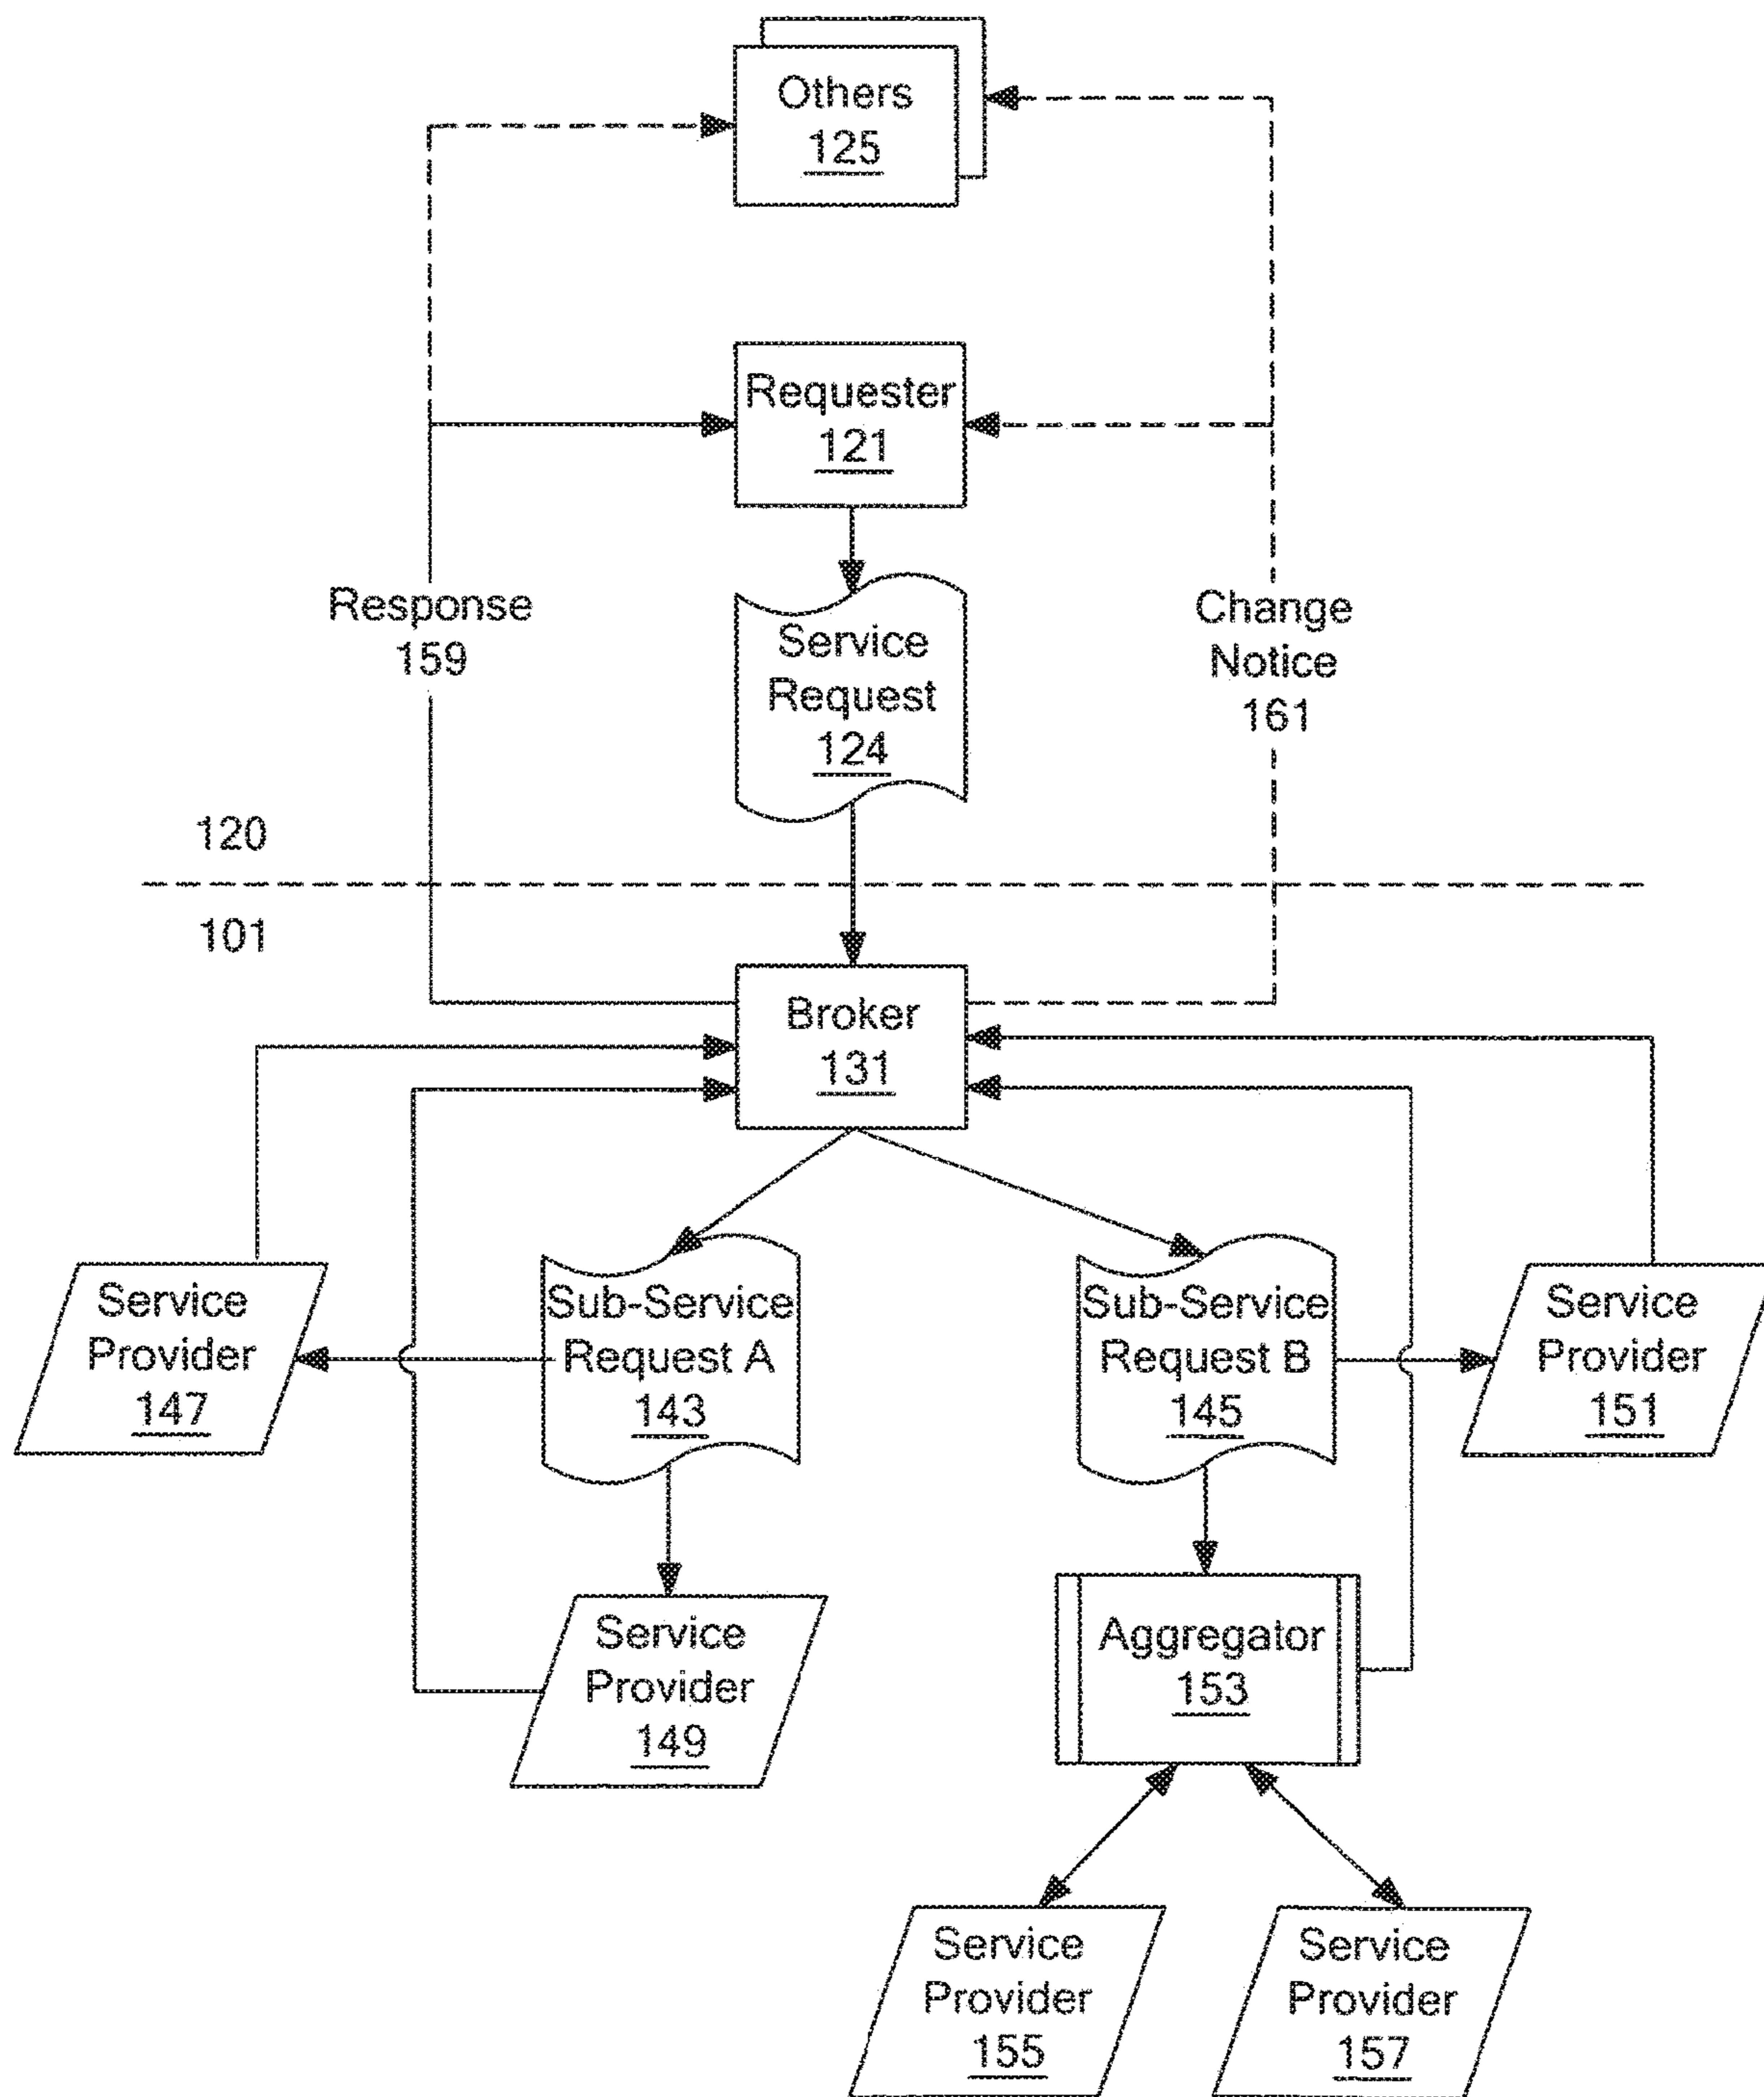 Others
125
Requester
121
Response
159
Service
Request
124
Change
Notice
161
120
101
Broker
131
Service
Provider
147
Sub-Service
Request A
143
Sub-Service
Request B
145
Service
Provider
151
Service
Provider
149
Aggregator
153
Service
Provider
155
Service
Provider
157